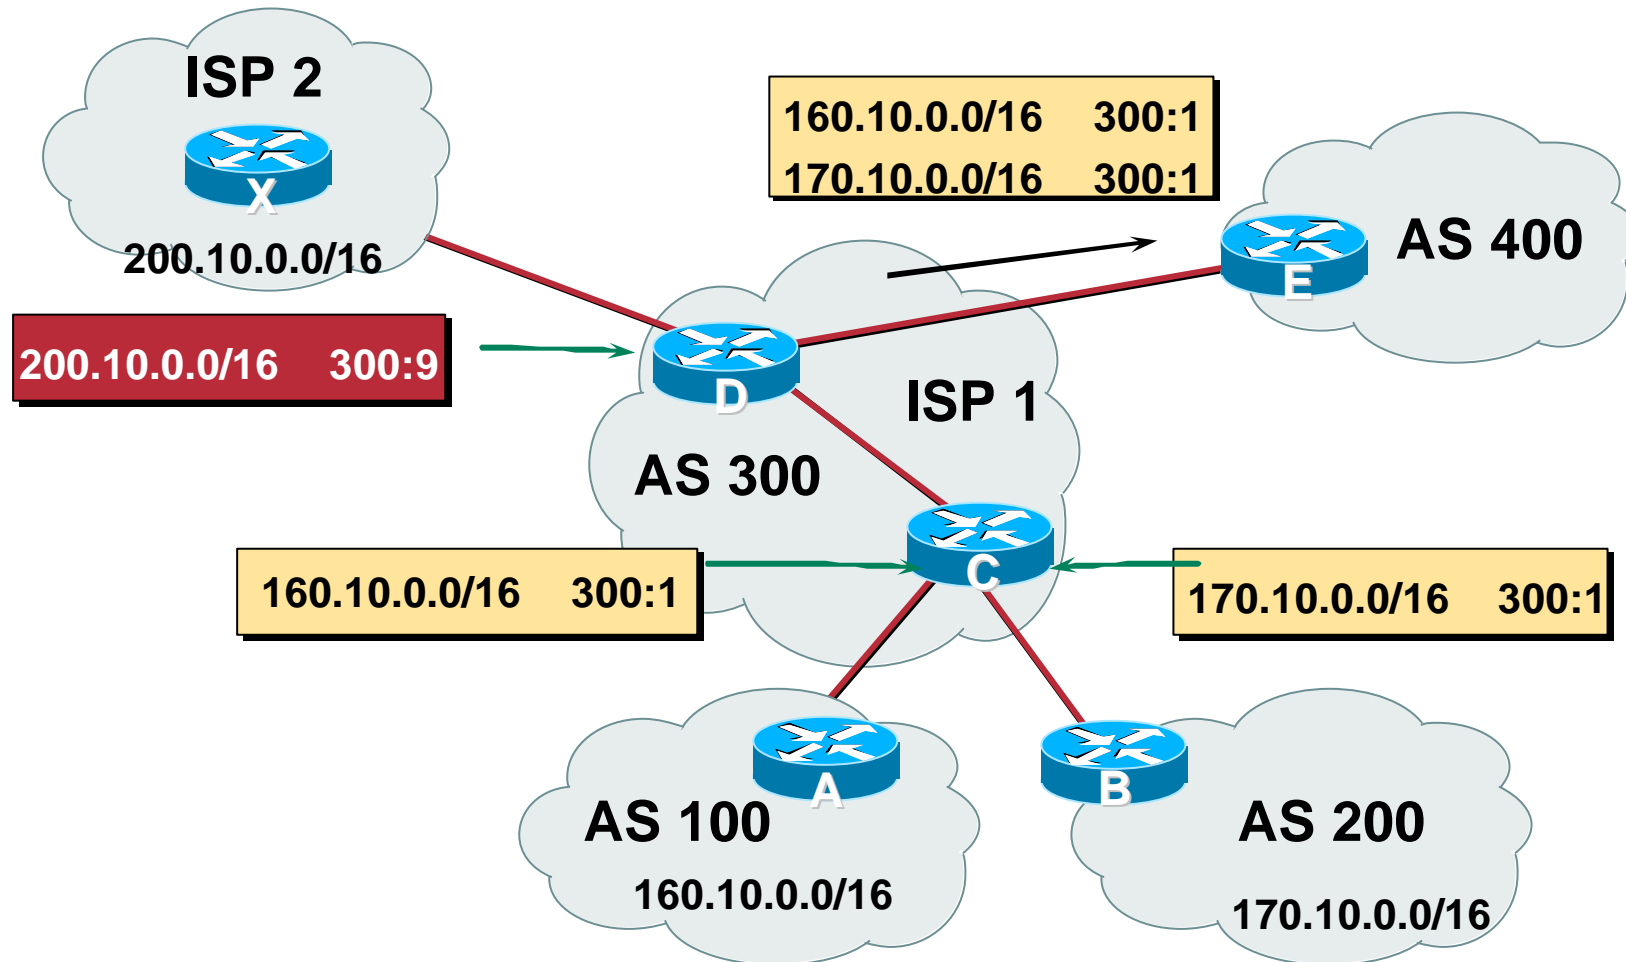 ISP 2
X
200.10.0.0/16
160.10.0.0/16 300:1
170.10.0.0/16 300:1
E
AS 400
200.10.0.0/16 300:9
D
ISP 1
AS 300
C
160.10.0.0/16 300:1
170.10.0.0/16 300:1
A
AS 100
160.10.0.0/16
B
AS 200
170.10.0.0/16